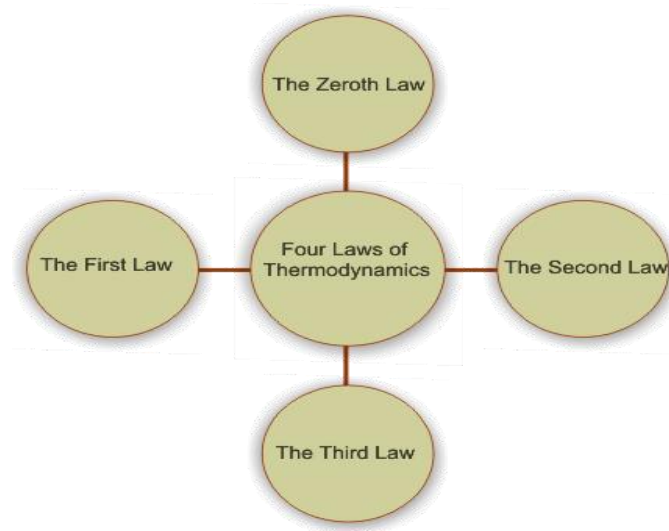 The Zeroth Law
The First Law
Four Laws of
Thermodynamics
The Second Law
The Third Law